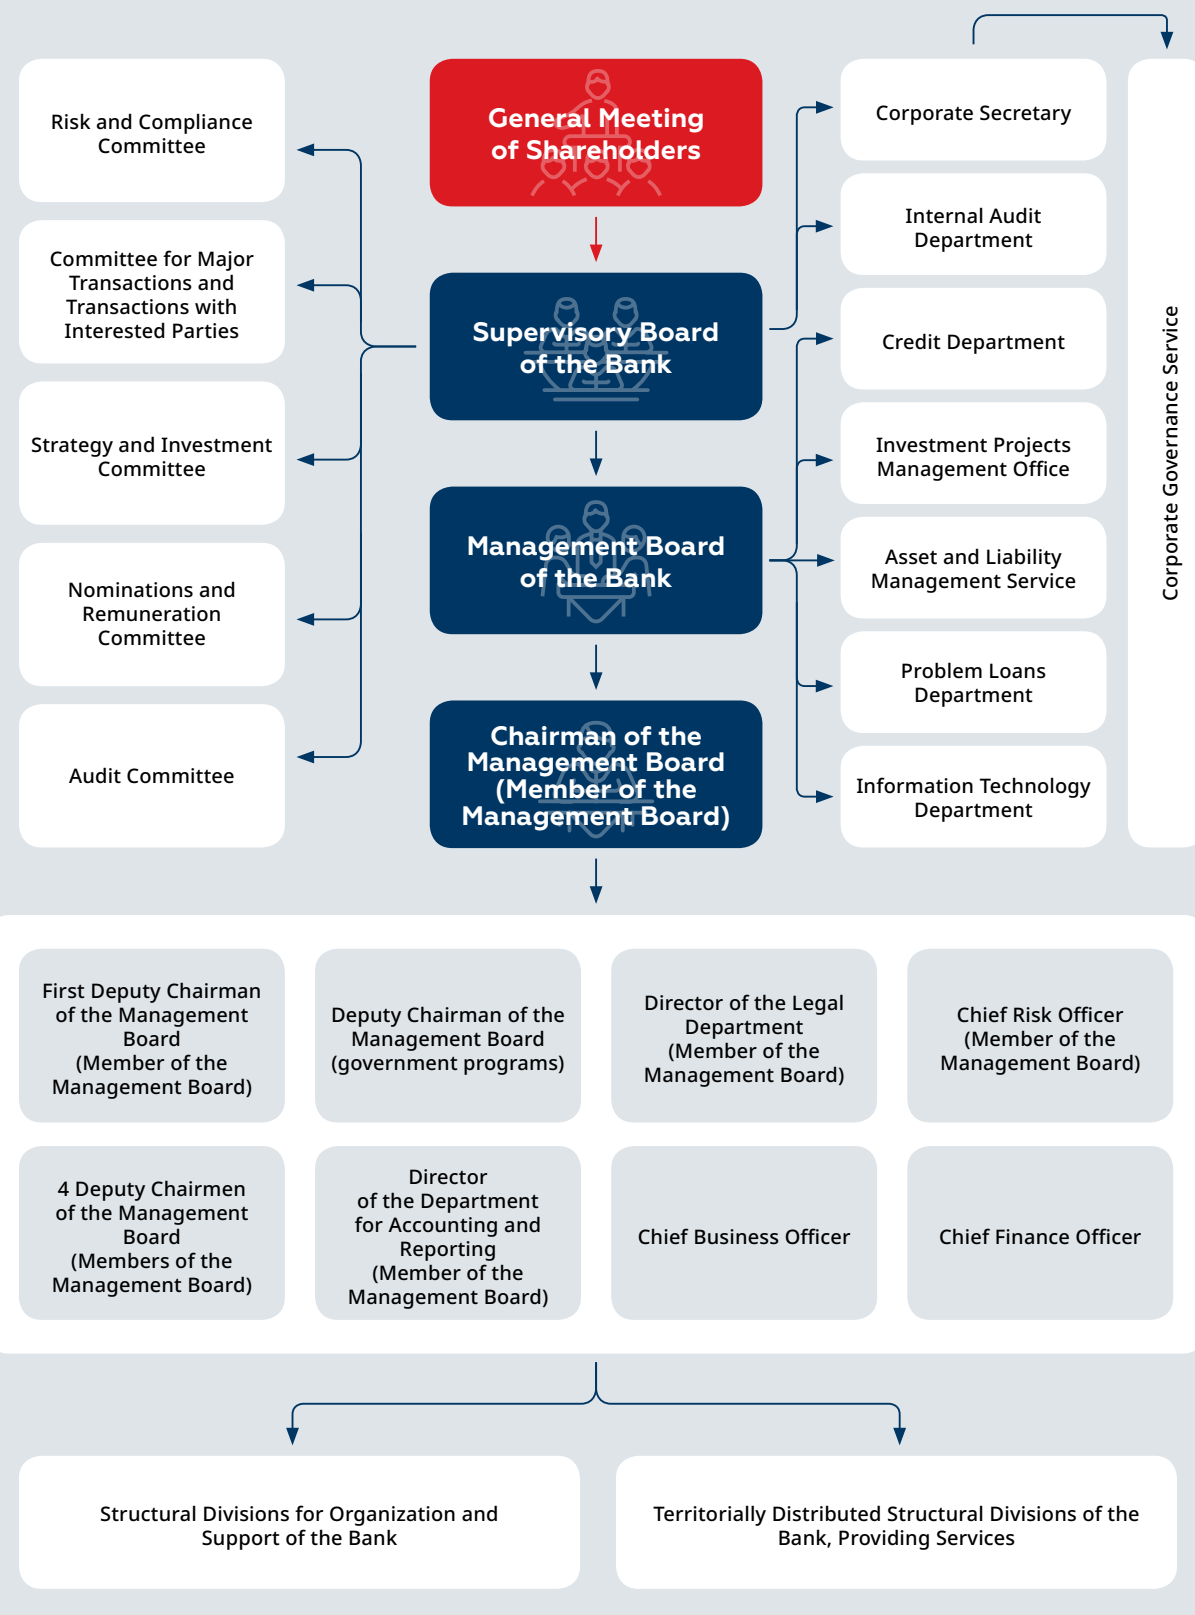 General Meeting
of Shareholders
Supervisory Board
of the Bank
Management Board
of the Bank
Chairman of the
Management Board
(Member of the
Management Board)
Risk and Compliance
Committee
Committee for Major
Transactions and
Transactions with
Interested Parties
Strategy and Investment
Committee
Nominations and
Remuneration
Committee
Audit Committee
Corporate Secretary
Internal Audit
Department
Credit Department
Investment Projects
Management Office
Asset and Liability
Management Service
Problem Loans
Department
Information Technology
Department
Corporate Governance Service
First Deputy Chairman
of the Management
Board
(Member of the
Management Board)
Deputy Chairman of the
Management Board
(government programs)
Director of the Legal
Department
(Member of the
Management Board)
Chief Risk Officer
(Member of the
Management Board)
4 Deputy Chairmen
of the Management
Board
(Members of the
Management Board)
Director
of the Department
for Accounting and
Reporting
(Member of the
Management Board)
Chief Business Officer
Chief Finance Officer
Structural Divisions for Organization and
Support of the Bank
Territorially Distributed Structural Divisions of the
Bank, Providing Services